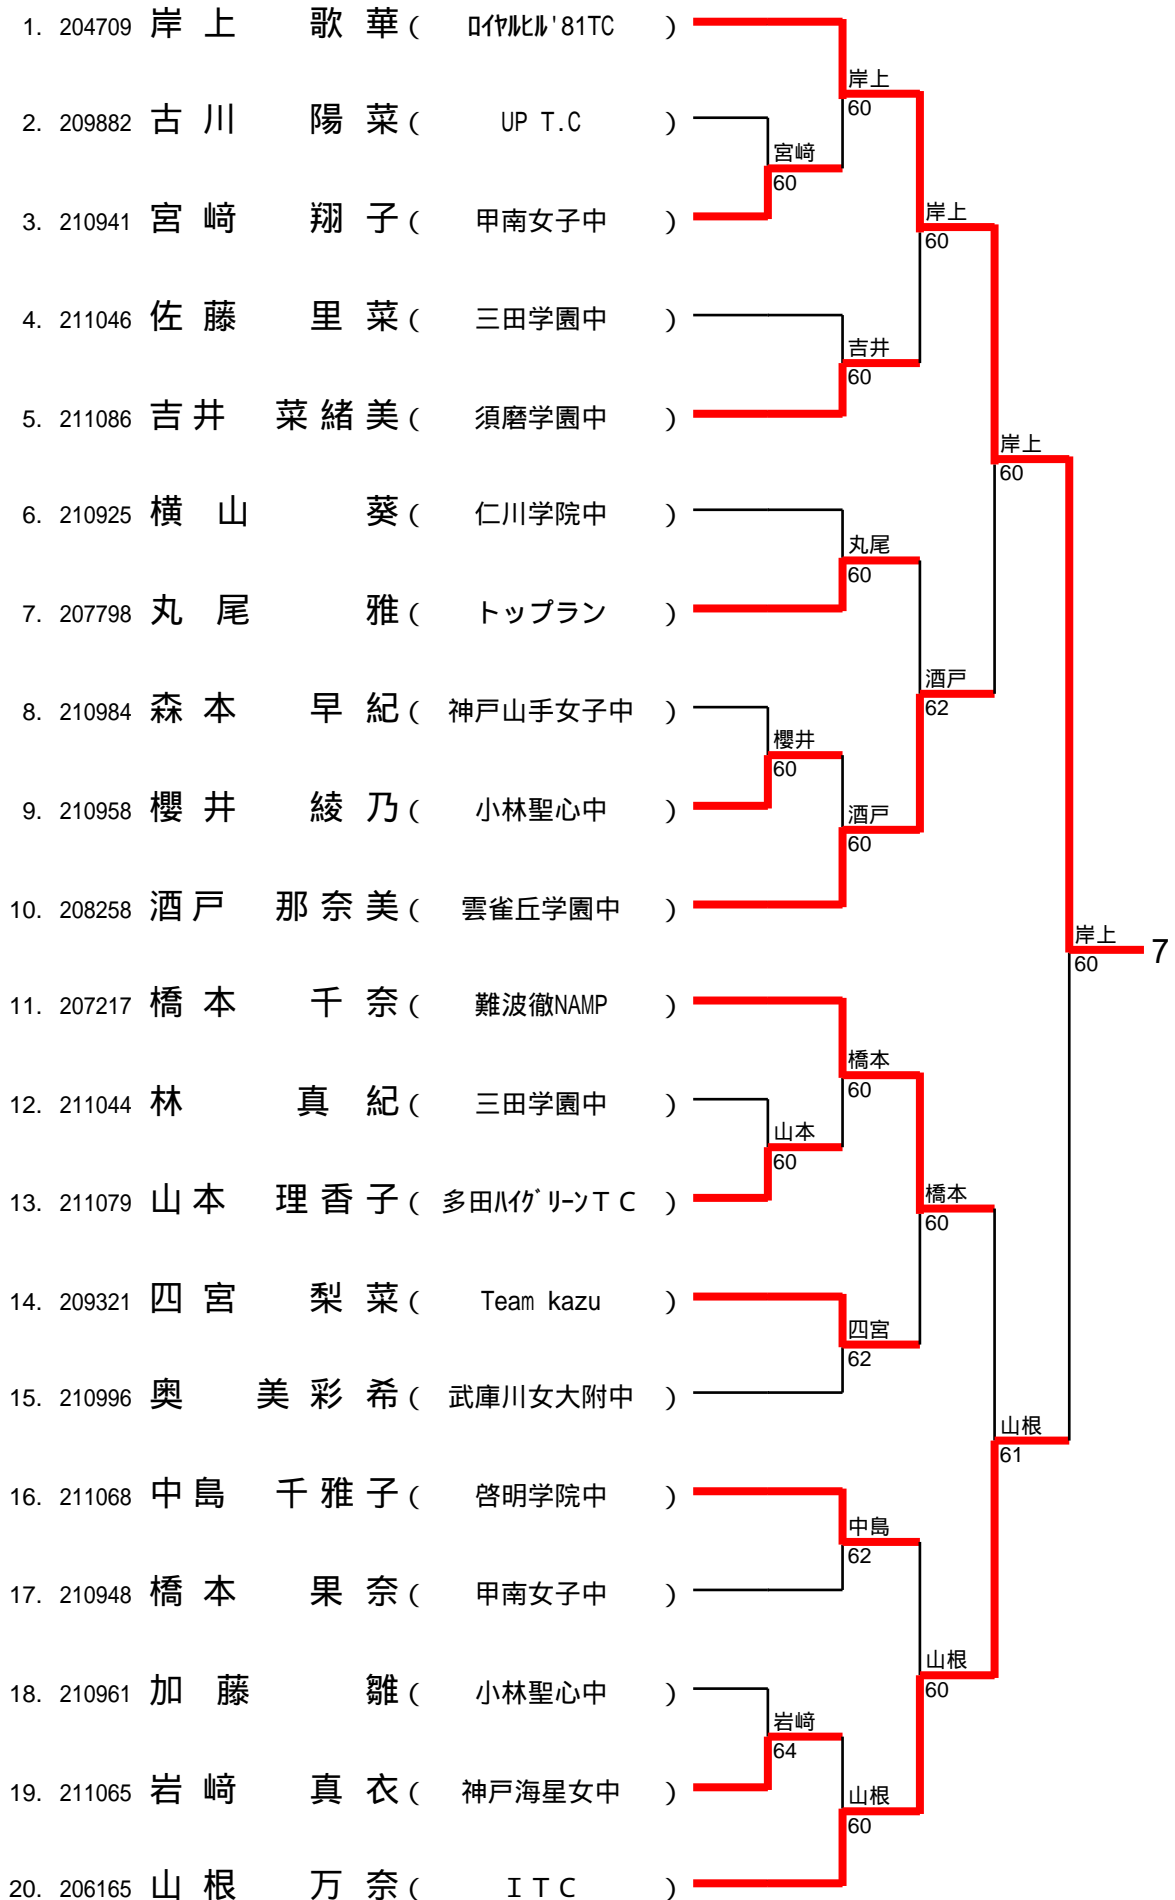 1. 204709 岸上 歌華 ( ﾛｲﾔﾙﾋﾙ'81TC )
岸上
60
2. 209882 古川 陽菜 ( UP T.C )
宮﨑
60
3. 210941 宮﨑 翔子 ( 甲南女子中 )
岸上
60
4. 211046 佐藤 里菜 ( 三田学園中 )
吉井
60
5. 211086 吉井 菜緒美 ( 須磨学園中 )
岸上
60
6. 210925 横山 葵 ( 仁川学院中 )
丸尾
60
7. 207798 丸尾 雅 ( トップラン )
酒戸
62
8. 210984 森本 早紀 ( 神戸山手女子中 )
櫻井
60
9. 210958 櫻井 綾乃 ( 小林聖心中 )
酒戸
60
10. 208258 酒戸 那奈美 ( 雲雀丘学園中 )
岸上 7
60
11. 207217 橋本 千奈 ( 難波徹NAMP )
橋本
60
12. 211044 林 真紀 ( 三田学園中 )
山本
60
13. 211079 山本 理香子 ( 多田ﾊｲｸﾞﾘｰﾝＴＣ )
橋本
60
14. 209321 四宮 梨菜 ( Team kazu )
四宮
62
15. 210996 奥 美彩希 ( 武庫川女大附中 )
山根
61
16. 211068 中島 千雅子 ( 啓明学院中 )
中島
62
17. 210948 橋本 果奈 ( 甲南女子中 )
山根
60
18. 210961 加藤 雛 ( 小林聖心中 )
岩﨑
64
19. 211065 岩﨑 真衣 ( 神戸海星女中 )
山根
60
20. 206165 山根 万奈 ( ＩＴＣ )